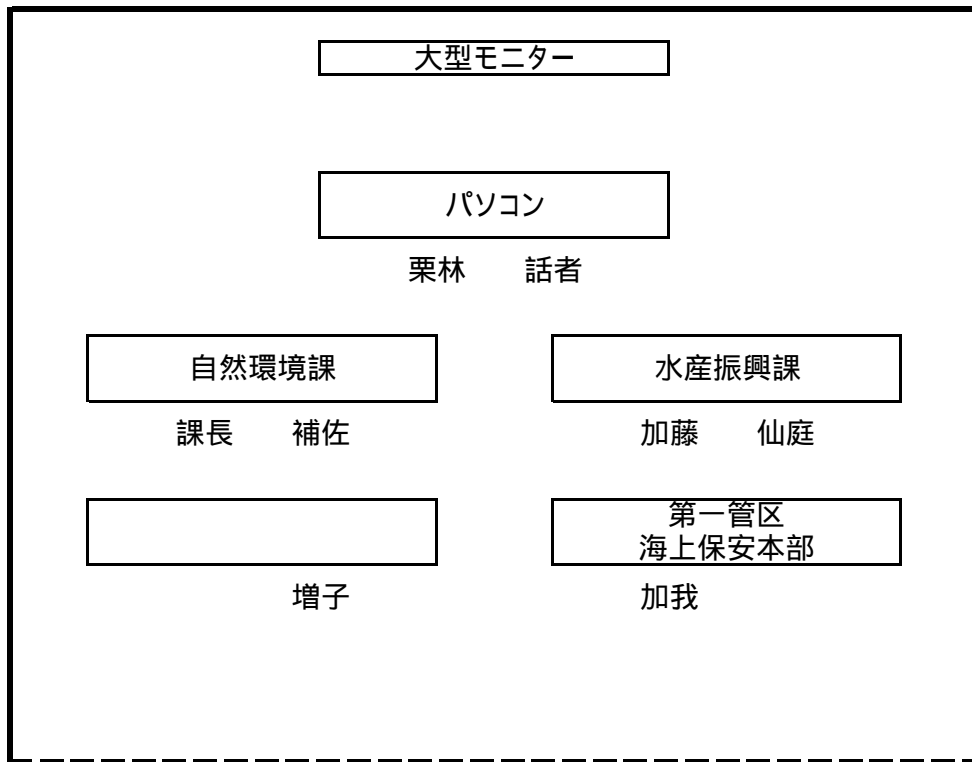 大型モニター
パソコン
栗林 話者
自然環境課 水産振興課
課長 補佐 加藤 仙庭
第一管区
海上保安本部
増子 加我